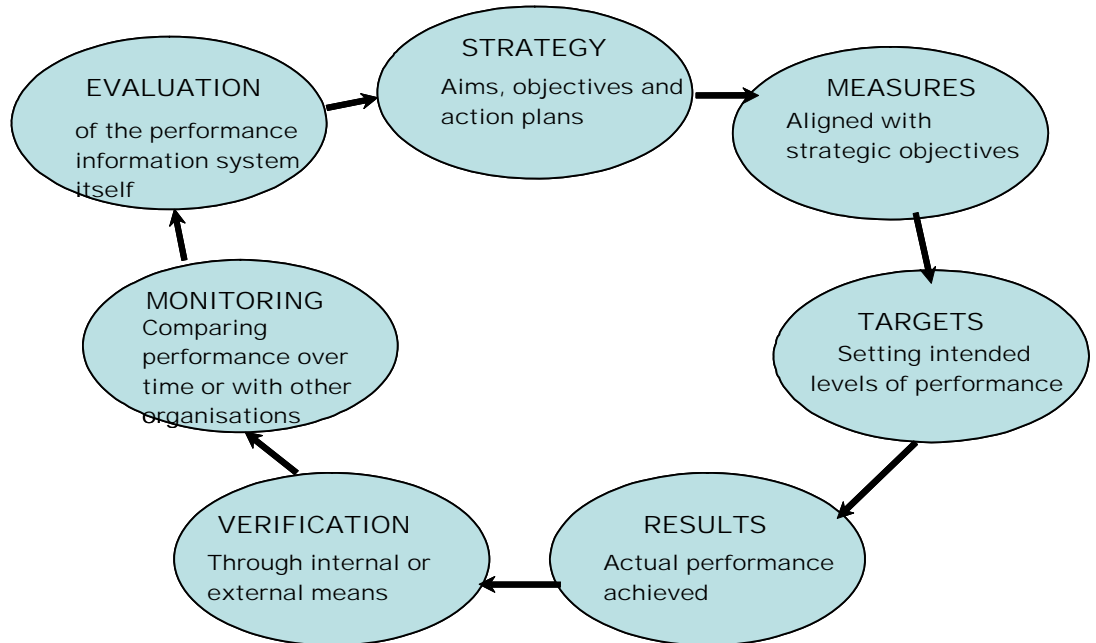 STRATEGY
Aims, objectives and
action plans
MEASURES
Aligned with
strategic objectives
TARGETS
Setting intended
levels of performance
RESULTS
Actual performance
achieved
VERIFICATION
Through internal or
external means
MONITORING
Comparing
performance over
time or with other
organisations
EVALUATION
of the performance
information system
itself